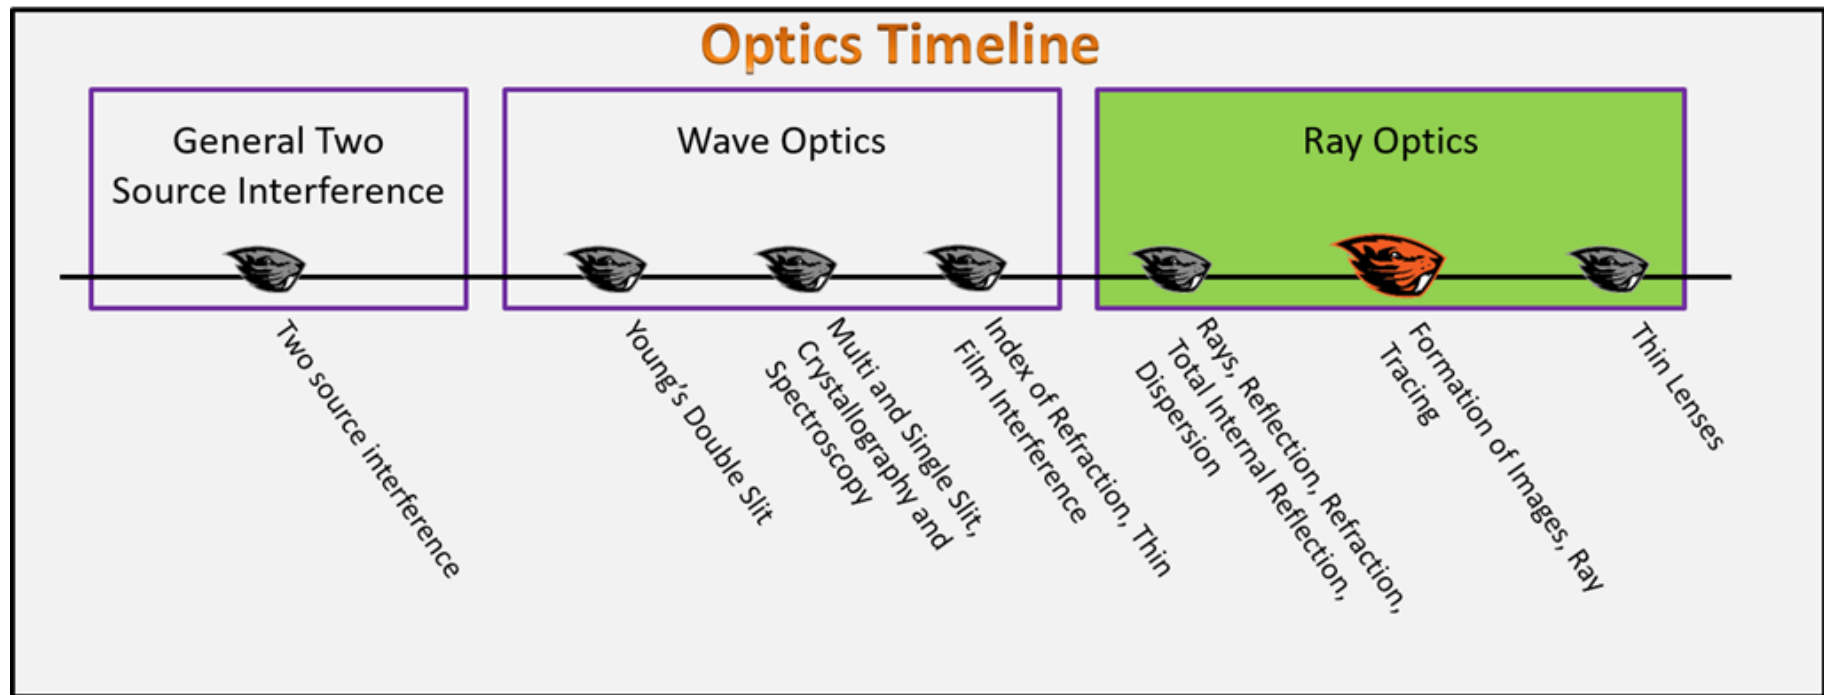 Optics Timeline
General Two
Source Interference
Wave Optics
Ray Optics
Two source interference
Young's Double Slit
Multi and Single Slit,
Crystallography and
Spectroscopy
Index of Refraction, Thin
Film Interference
Rays, Reflection, Refraction,
Total Internal Reflection,
Dispersion
Formation of Images, Ray
Tracing
Thin Lenses